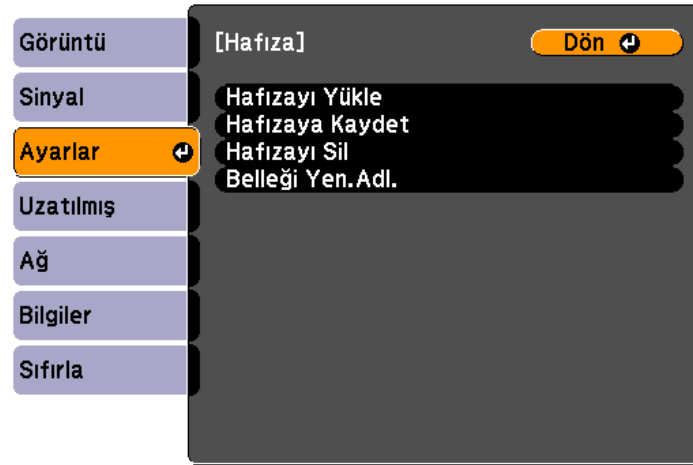 Görüntü
Sinyal
Ayarlar
Uzatılmış
Ağ
Bilgiler
Sıfırla
[Hafıza]
Dön
Hafızayı Yükle
Hafızaya Kaydet
Hafızayı Sil
Belleği Yen.Adl.